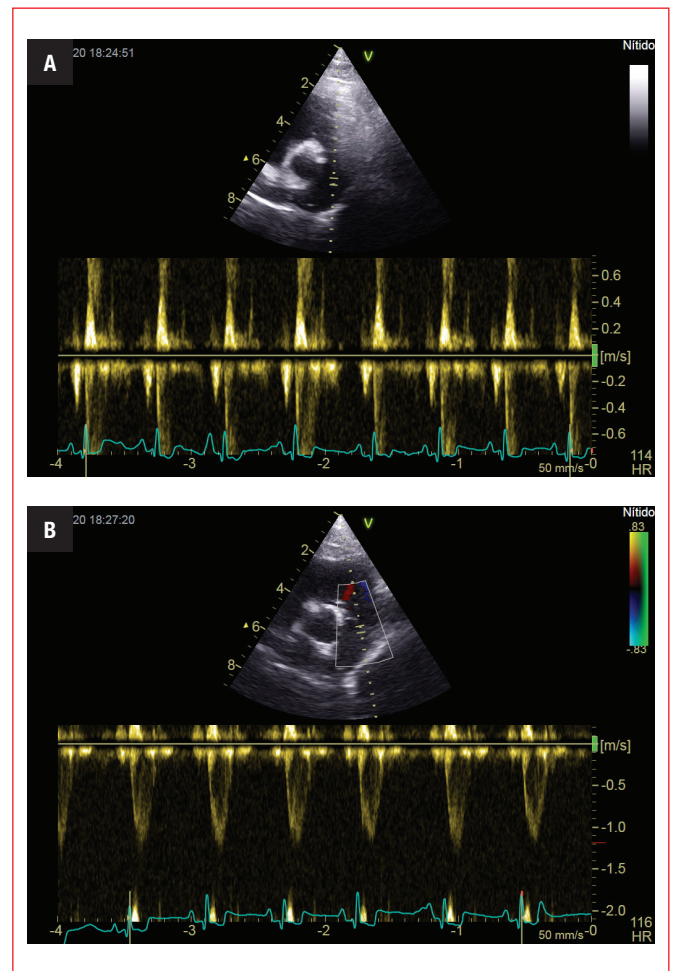 A
20 18:24:51
V
Nítido
2
4
6
8
0.6
0.4
0.2
[m/s]
-0.2
-0.4
-0.6
-4 -3 -2 -1 0
50 mm/s
114
HR
B
20 18:27:20
V
Nítido
.83
-.83
2
4
6
8
[m/s]
-0.5
-1.0
-1.5
-2.0
-4 -3 -2 -1 0
50 mm/s
116
HR